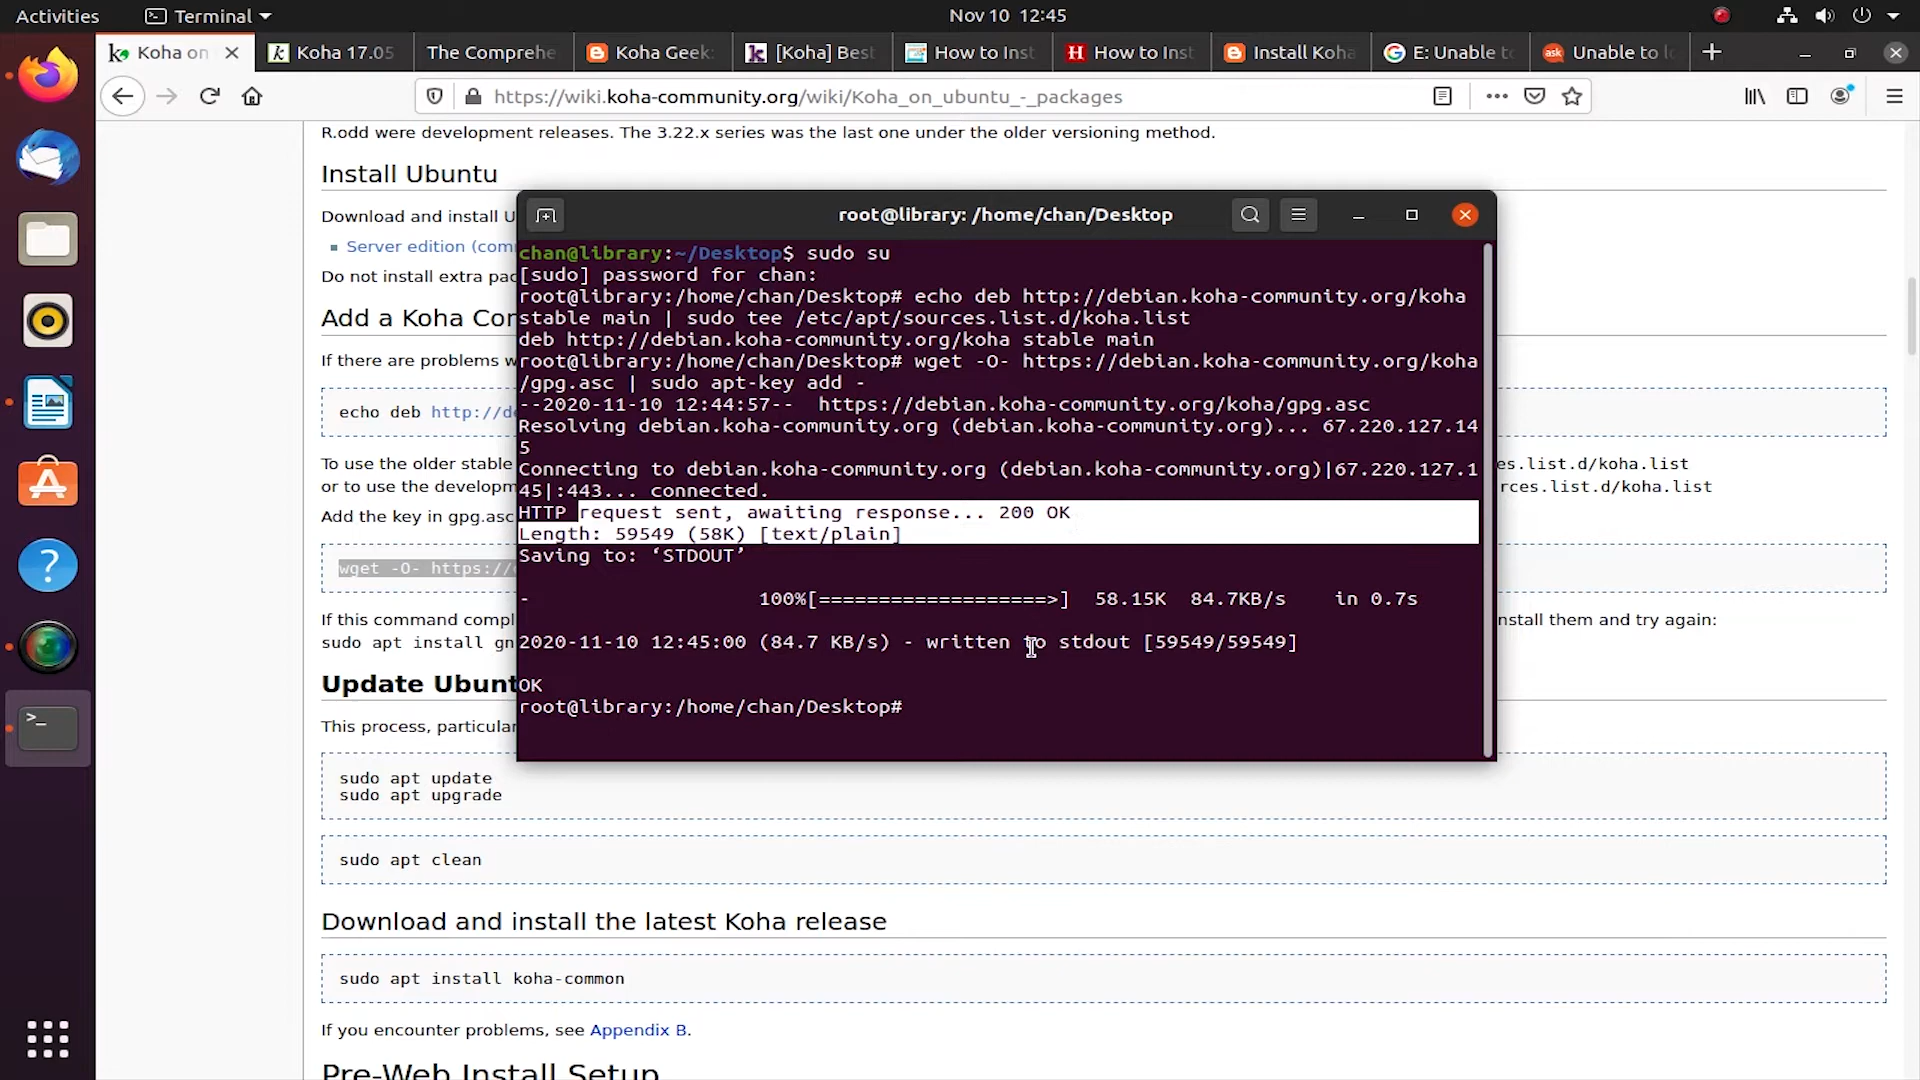 Activities
Terminal
Nov 10 12:45
Koha on
Koha 17.05
The Comprehe
Koha Geek
[Koha] Best
How to Inst
How to Inst
Install Koha
E: Unable to
Unable to lo
https://wiki.koha-community.org/wiki/Koha_on_ubuntu_-_packages
R.odd were development releases. The 3.22.x series was the last one under the older versioning method.
Install Ubuntu
Download and install U
Server edition (com
Do not install extra pac
Add a Koha Co
If there are problems w
echo deb http://d
To use the older stable
es.list.d/koha.list
or to use the developm
rces.list.d/koha.list
Add the key in gpg.asc
wget -O- https://
If this command compl
nstall them and try again:
sudo apt install gn
Update Ubunt
This process, particular
sudo apt update
sudo apt upgrade
sudo apt clean
Download and install the latest Koha release
sudo apt install koha-common
If you encounter problems, see Appendix B.
Pre-Web Install Setup
root@library: /home/chan/Desktop
chan@library:~/Desktop$ sudo su
[sudo] password for chan:
root@library:/home/chan/Desktop# echo deb http://debian.koha-community.org/koha
stable main | sudo tee /etc/apt/sources.list.d/koha.list
deb http://debian.koha-community.org/koha stable main
root@library:/home/chan/Desktop# wget -O- https://debian.koha-community.org/koha
/gpg.asc | sudo apt-key add -
--2020-11-10 12:44:57--  https://debian.koha-community.org/koha/gpg.asc
Resolving debian.koha-community.org (debian.koha-community.org)... 67.220.127.14
5
Connecting to debian.koha-community.org (debian.koha-community.org)|67.220.127.1
45|:443... connected.
HTTP request sent, awaiting response... 200 OK
Length: 59549 (58K) [text/plain]
Saving to: ‘STDOUT’
-                   100%[===================>]  58.15K  84.7KB/s    in 0.7s
2020-11-10 12:45:00 (84.7 KB/s) - written to stdout [59549/59549]
OK
root@library:/home/chan/Desktop#